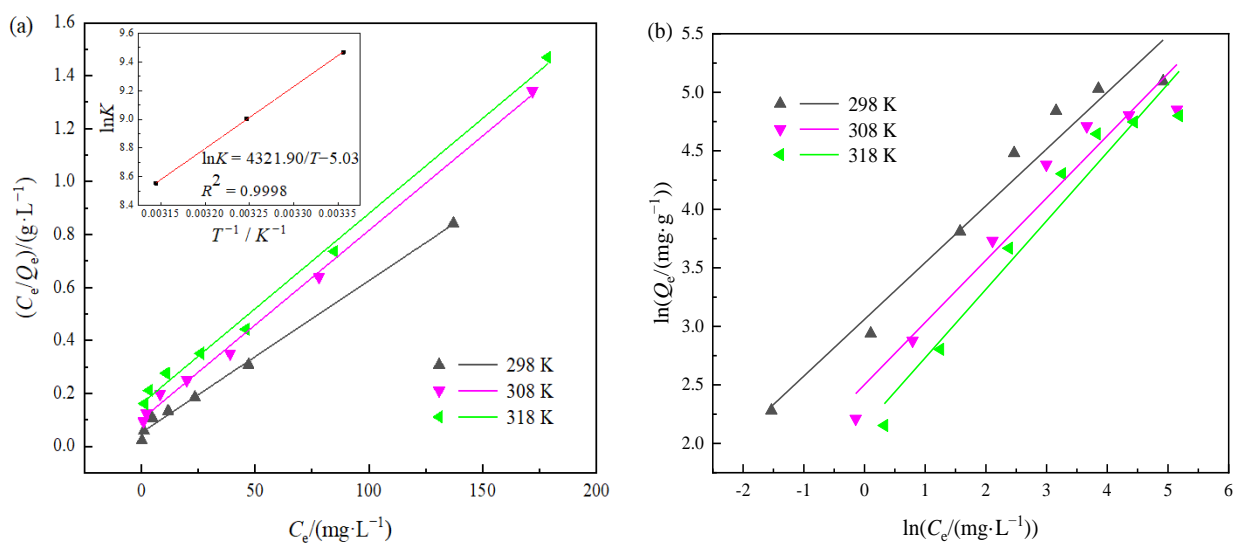 (a)
1.6
1.4
1.2
1.0
0.8
0.6
0.4
0.2
0.0
(C_e/Q_e)/(g·L⁻¹)
0
50
100
150
200
C_e/(mg·L⁻¹)
9.6
9.4
9.2
9.0
8.8
8.6
8.4
lnK
lnK = 4321.90/T−5.03
R² = 0.9998
0.00315 0.00320 0.00325 0.00330 0.00335
T⁻¹ / K⁻¹
298 K
308 K
318 K
(b)
5.5
5.0
4.5
4.0
3.5
3.0
2.5
2.0
ln(Q_e/(mg·g⁻¹))
298 K
308 K
318 K
-2
-1
0
1
2
3
4
5
6
ln(C_e/(mg·L⁻¹))